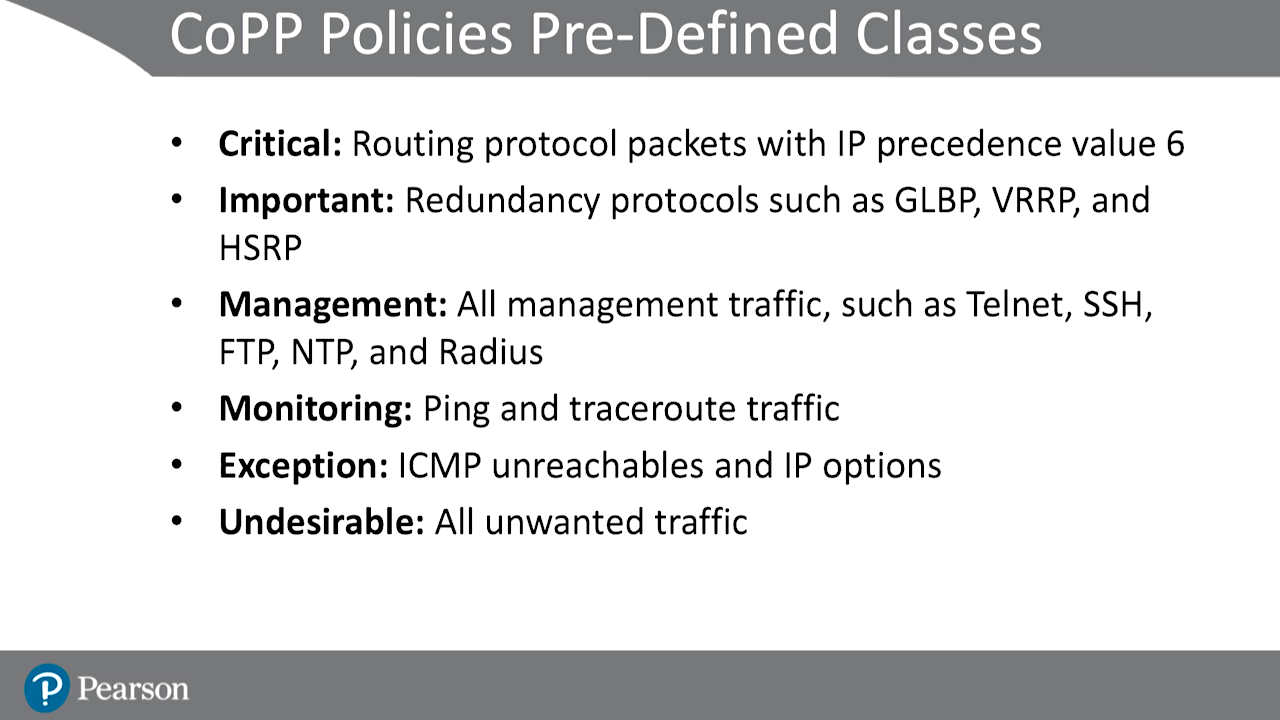 CoPP Policies Pre-Defined Classes
• Critical: Routing protocol packets with IP precedence value 6
• Important: Redundancy protocols such as GLBP, VRRP, and
HSRP
• Management: All management traffic, such as Telnet, SSH,
FTP, NTP, and Radius
• Monitoring: Ping and traceroute traffic
• Exception: ICMP unreachables and IP options
• Undesirable: All unwanted traffic
Pearson